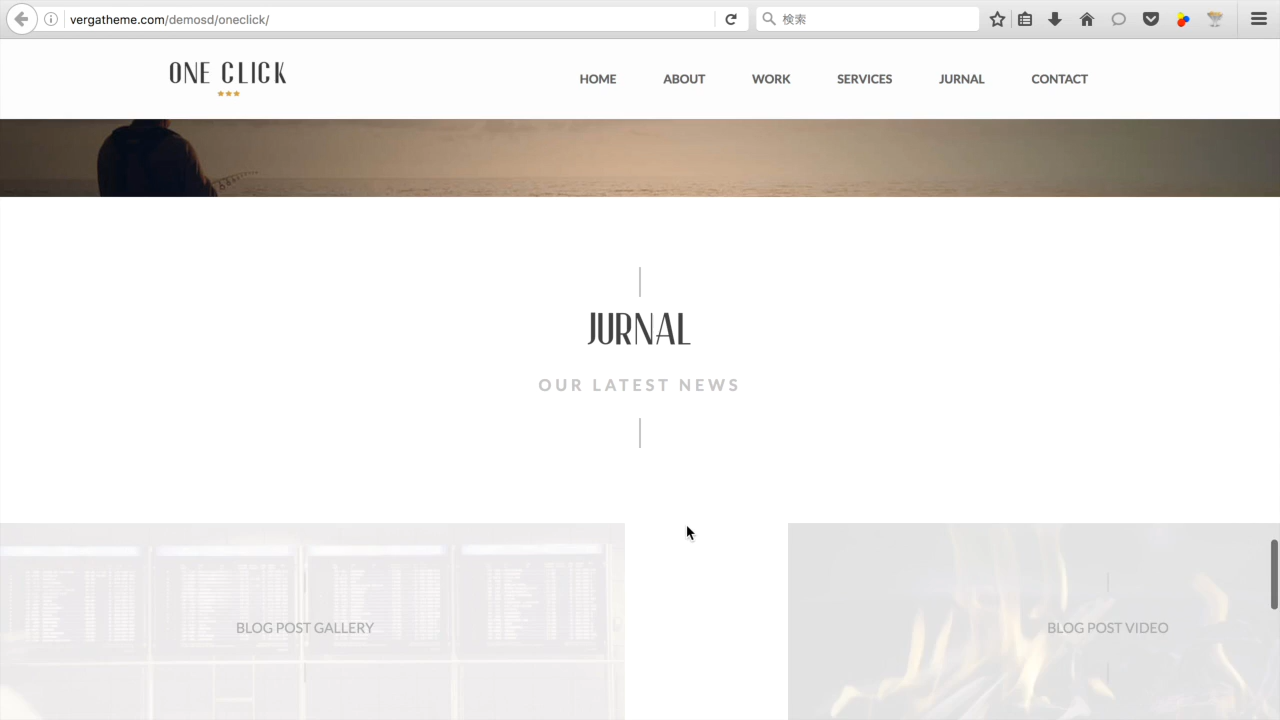 vergatheme.com/demosd/oneclick/
検索
ONE CLICK
HOME ABOUT WORK SERVICES JURNAL CONTACT
JURNAL
OUR LATEST NEWS
BLOG POST GALLERY
BLOG POST VIDEO